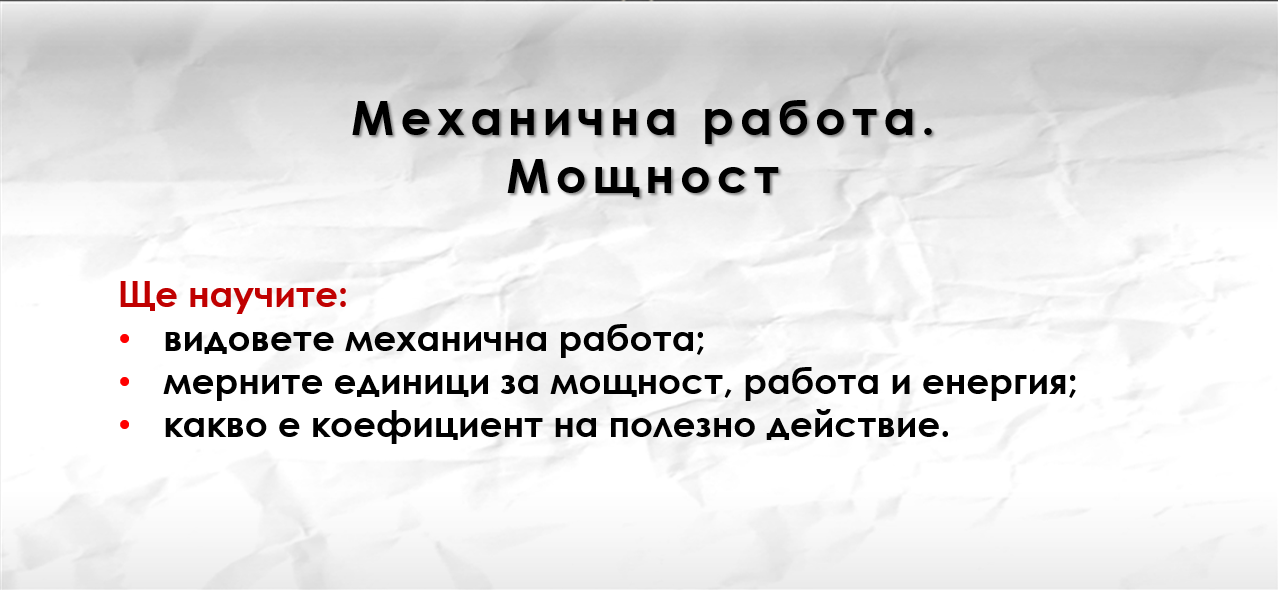 Механична работа.
Мощност
Ще научите:
• видовете механична работа;
• мерните единици за мощност, работа и енергия;
• какво е коефициент на полезно действие.